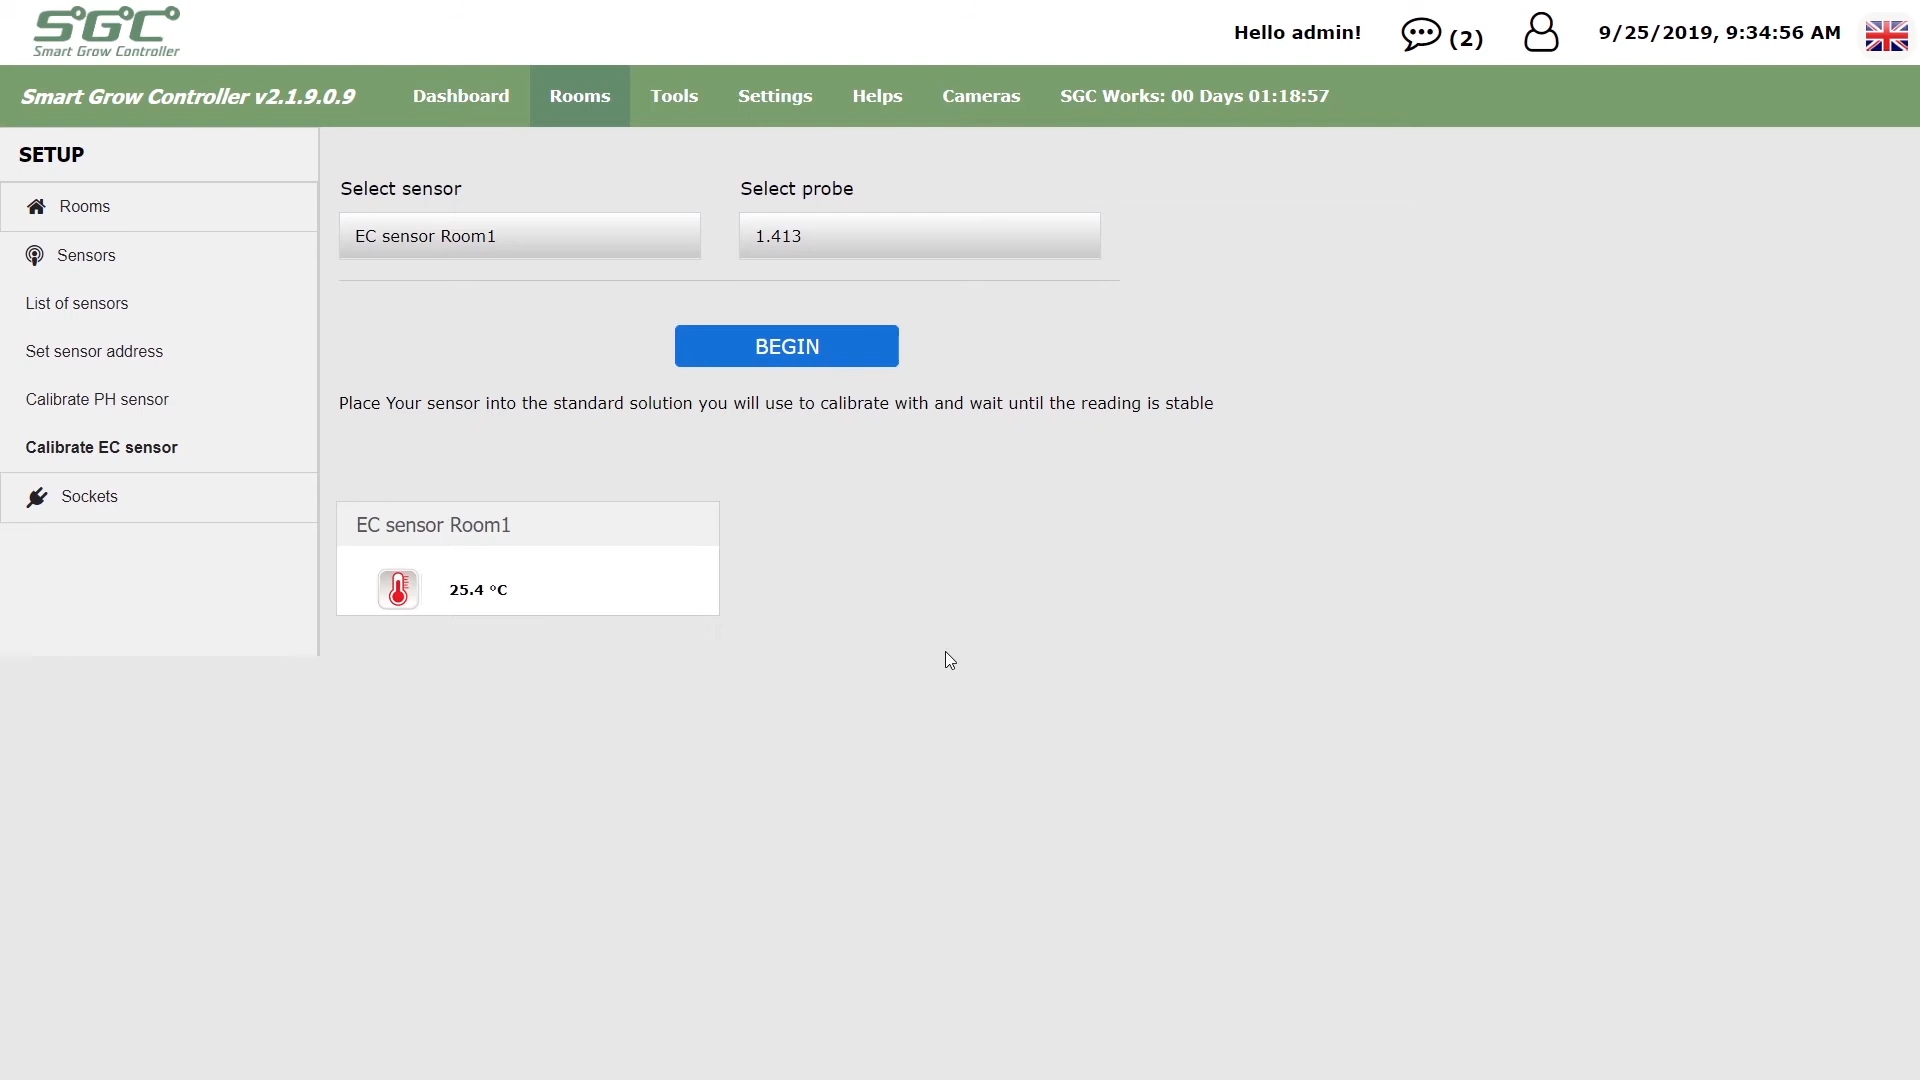 SGC
Smart Grow Controller
Hello admin!
(2)
9/25/2019, 9:34:56 AM
Smart Grow Controller v2.1.9.0.9
Dashboard
Rooms
Tools
Settings
Helps
Cameras
SGC Works: 00 Days 01:18:57
SETUP
Rooms
Sensors
List of sensors
Set sensor address
Calibrate PH sensor
Calibrate EC sensor
Sockets
Select sensor
Select probe
EC sensor Room1
1.413
BEGIN
Place Your sensor into the standard solution you will use to calibrate with and wait until the reading is stable
EC sensor Room1
25.4 °C